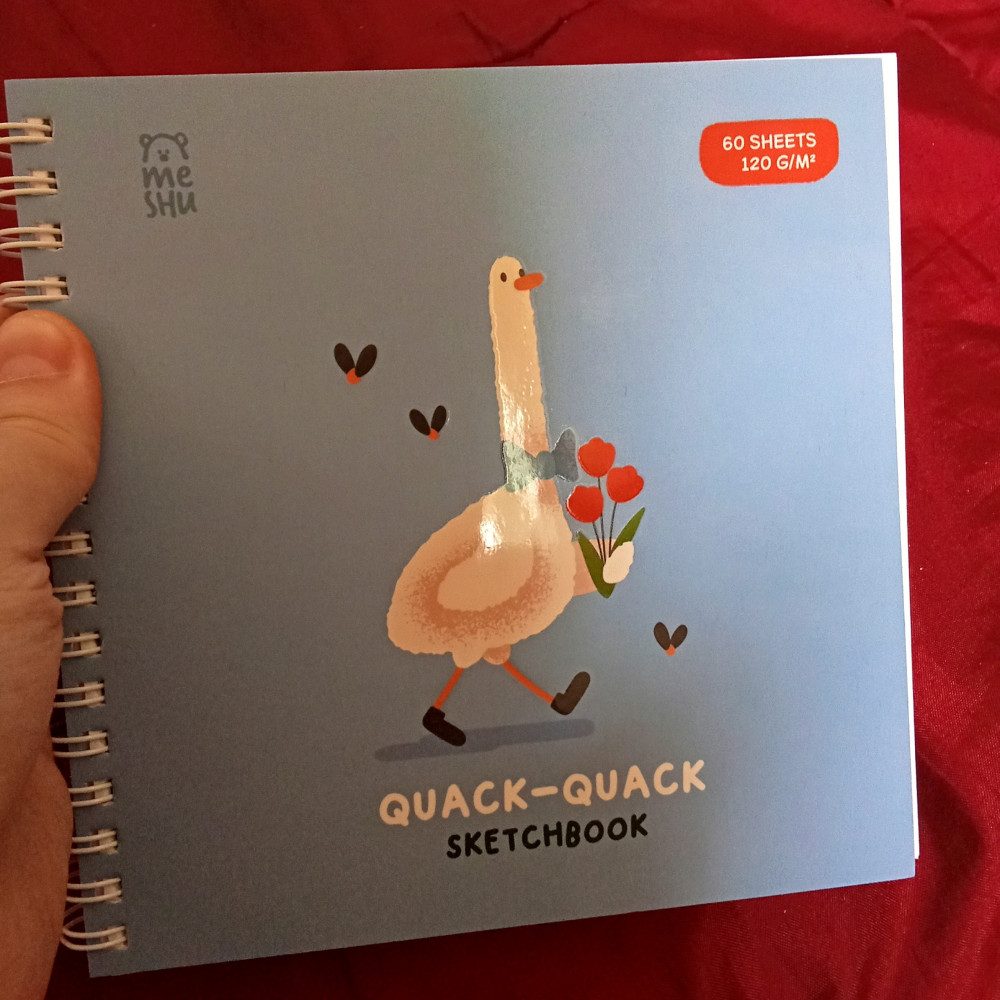 me
SHU
60 SHEETS
120 G/M²
QUACK-QUACK
SKETCHBOOK